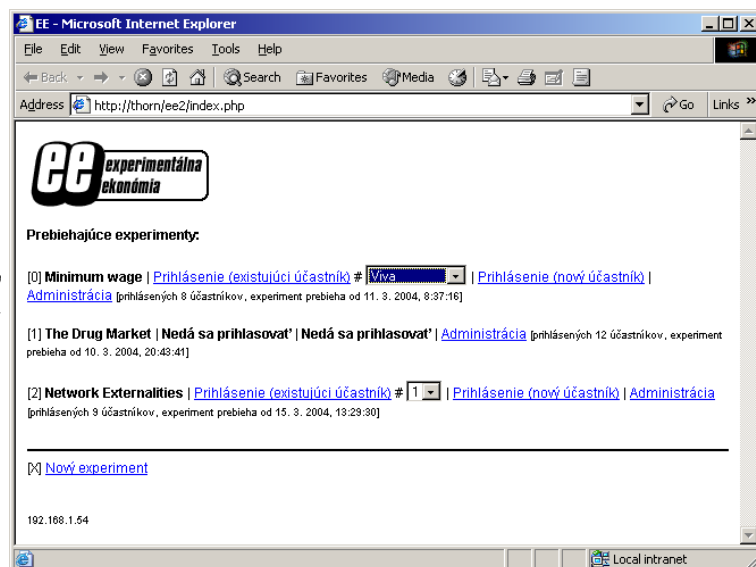 EE - Microsoft Internet Explorer
File Edit View Favorites Tools Help
Back Search Favorites Media
Address http://thorn/ee2/index.php Go Links »
ee experimentálna
ekonómia
Prebiehajúce experimenty:
[0] Minimum wage | Prihlásenie (existujúci účastník) # Viva | Prihlásenie (nový účastník) |
Administrácia [prihlásených 8 účastníkov, experiment prebieha od 11. 3. 2004, 8:37:16]
[1] The Drug Market | Nedá sa prihlasovať | Nedá sa prihlasovať | Administrácia [prihlásených 12 účastníkov, experiment
prebieha od 10. 3. 2004, 20:43:41]
[2] Network Externalities | Prihlásenie (existujúci účastník) # 1 | Prihlásenie (nový účastník) | Administrácia
[prihlásených 9 účastníkov, experiment prebieha od 15. 3. 2004, 13:29:30]
[X] Nový experiment
192.168.1.54
Local intranet